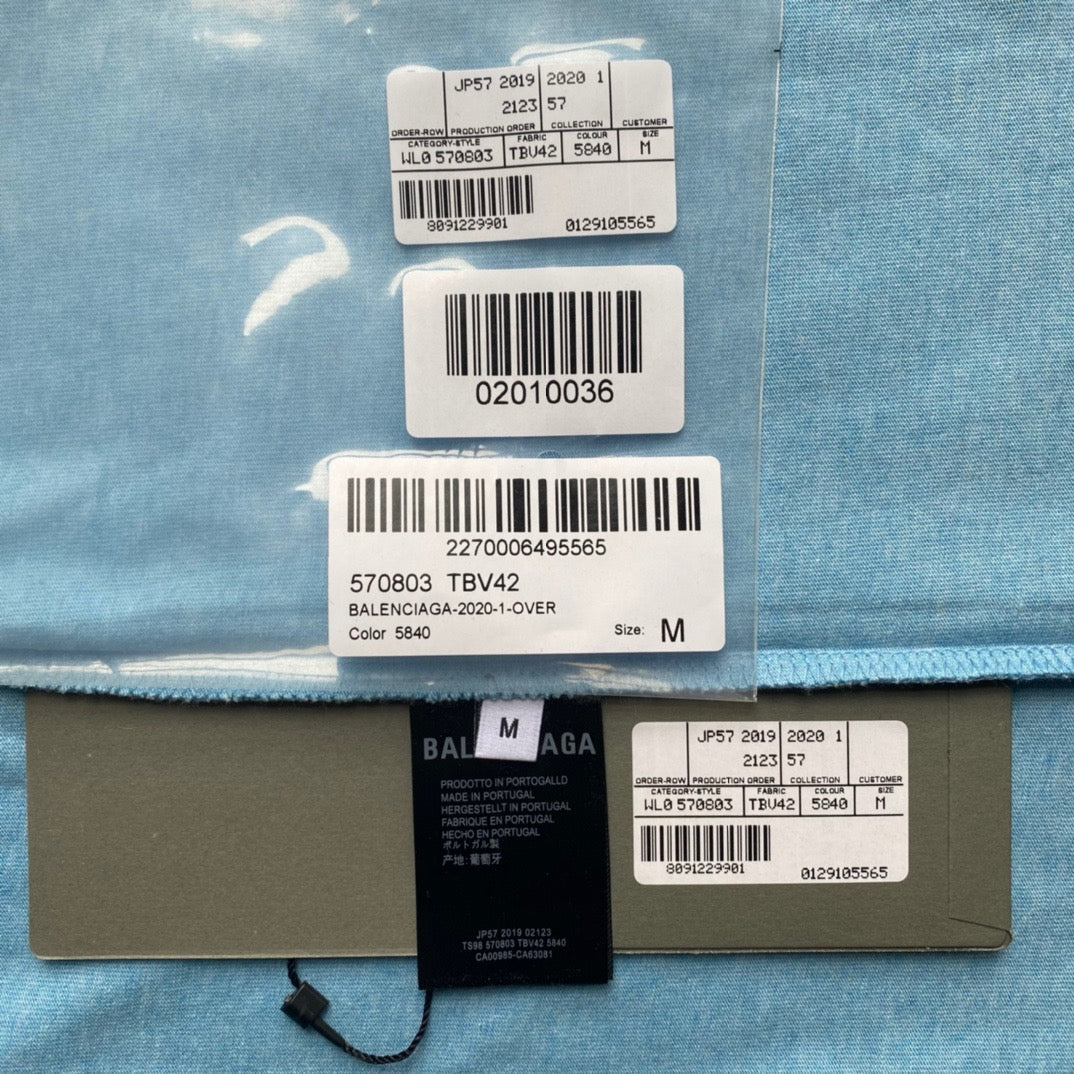 JP57 2019 2020 1
2123 57
ORDER-ROW PRODUCTION ORDER COLLECTION CUSTOMER
CATEGORY-STYLE FABRIC COLOUR SIZE
WL0 570803 TBV42 5840 M
8091229901 0129105565
02010036
2270006495565
570803 TBV42
BALENCIAGA-2020-1-OVER
Color 5840 Size: M
M
BAL AGA
PRODOTTO IN PORTOGALLD
MADE IN PORTUGAL
HERGESTELLT IN PORTUGAL
FABRIQUE EN PORTUGAL
HECHO EN PORTUGAL
ポルトガル製
产地:葡萄牙
JP57 2019 02123
TS98 570803 TBV42 5840
CA00985-CA63081
JP57 2019 2020 1
2123 57
ORDER-ROW PRODUCTION ORDER COLLECTION CUSTOMER
CATEGORY-STYLE FABRIC COLOUR SIZE
WL0 570803 TBV42 5840 M
8091229901 0129105565